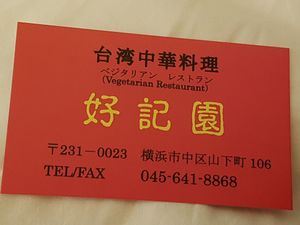 台湾中華料理
ベジタリアン レストラン
(Vegetarian Restaurant)
好記園
〒231-0023 横浜市中区山下町 106
TEL/FAX 045-641-8868